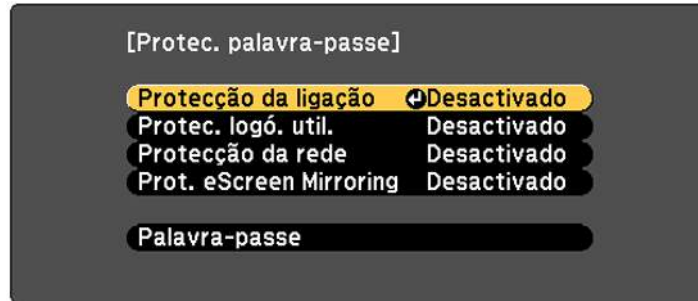 [Protec. palavra-passe]
Protecção da ligação Desactivado
Protec. logó. util. Desactivado
Protecção da rede Desactivado
Prot. eScreen Mirroring Desactivado
Palavra-passe